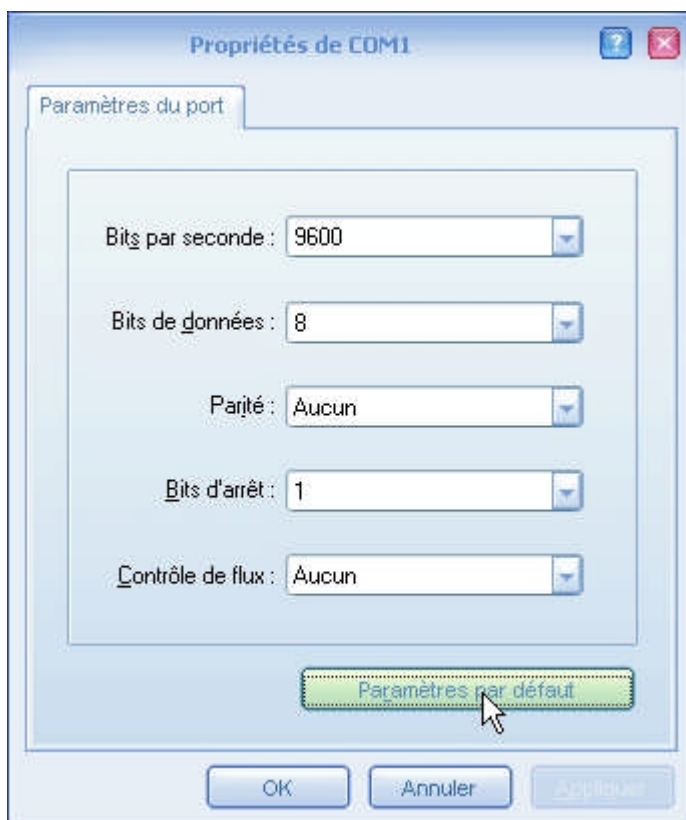 Propriétés de COM1
Paramètres du port
Bits par seconde : 9600
Bits de données : 8
Parité : Aucun
Bits d'arrêt : 1
Contrôle de flux : Aucun
Paramètres par défaut
OK Annuler Appliquer